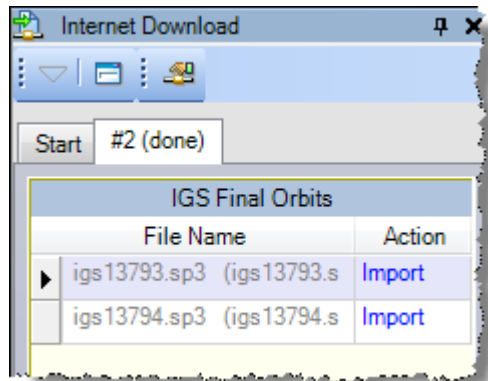 Internet Download
Start #2 (done)
IGS Final Orbits
File Name Action
igs13793.sp3 (igs13793.s Import
igs13794.sp3 (igs13794.s Import